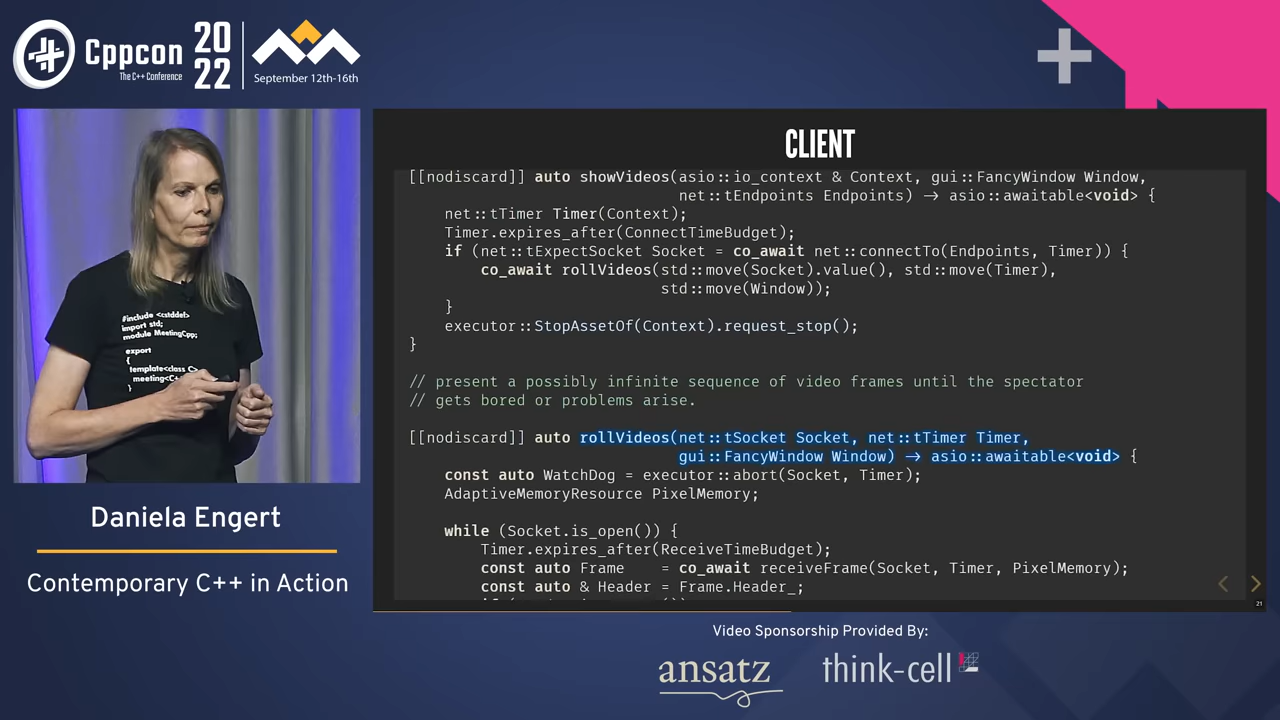 Cppcon
The C++ Conference
20
22
September 12th-16th
#include <cstddef>
import std;
module MeetingCpp;
export
{
template<class C>
meeting<C+
}
Daniela Engert
Contemporary C++ in Action
CLIENT
[[nodiscard]] auto showVideos(asio::io_context & Context, gui::FancyWindow Window,
net::tEndpoints Endpoints) → asio::awaitable<void> {
net::tTimer Timer(Context);
Timer.expires_after(ConnectTimeBudget);
if (net::tExpectSocket Socket = co_await net::connectTo(Endpoints, Timer)) {
co_await rollVideos(std::move(Socket).value(), std::move(Timer),
std::move(Window));
}
executor::StopAssetOf(Context).request_stop();
}
// present a possibly infinite sequence of video frames until the spectator
// gets bored or problems arise.
[[nodiscard]] auto rollVideos(net::tSocket Socket, net::tTimer Timer,
gui::FancyWindow Window) → asio::awaitable<void> {
const auto WatchDog = executor::abort(Socket, Timer);
AdaptiveMemoryResource PixelMemory;
while (Socket.is_open()) {
Timer.expires_after(ReceiveTimeBudget);
const auto Frame = co_await receiveFrame(Socket, Timer, PixelMemory);
const auto & Header = Frame.Header_;
21
Video Sponsorship Provided By:
ansatz
think-cell